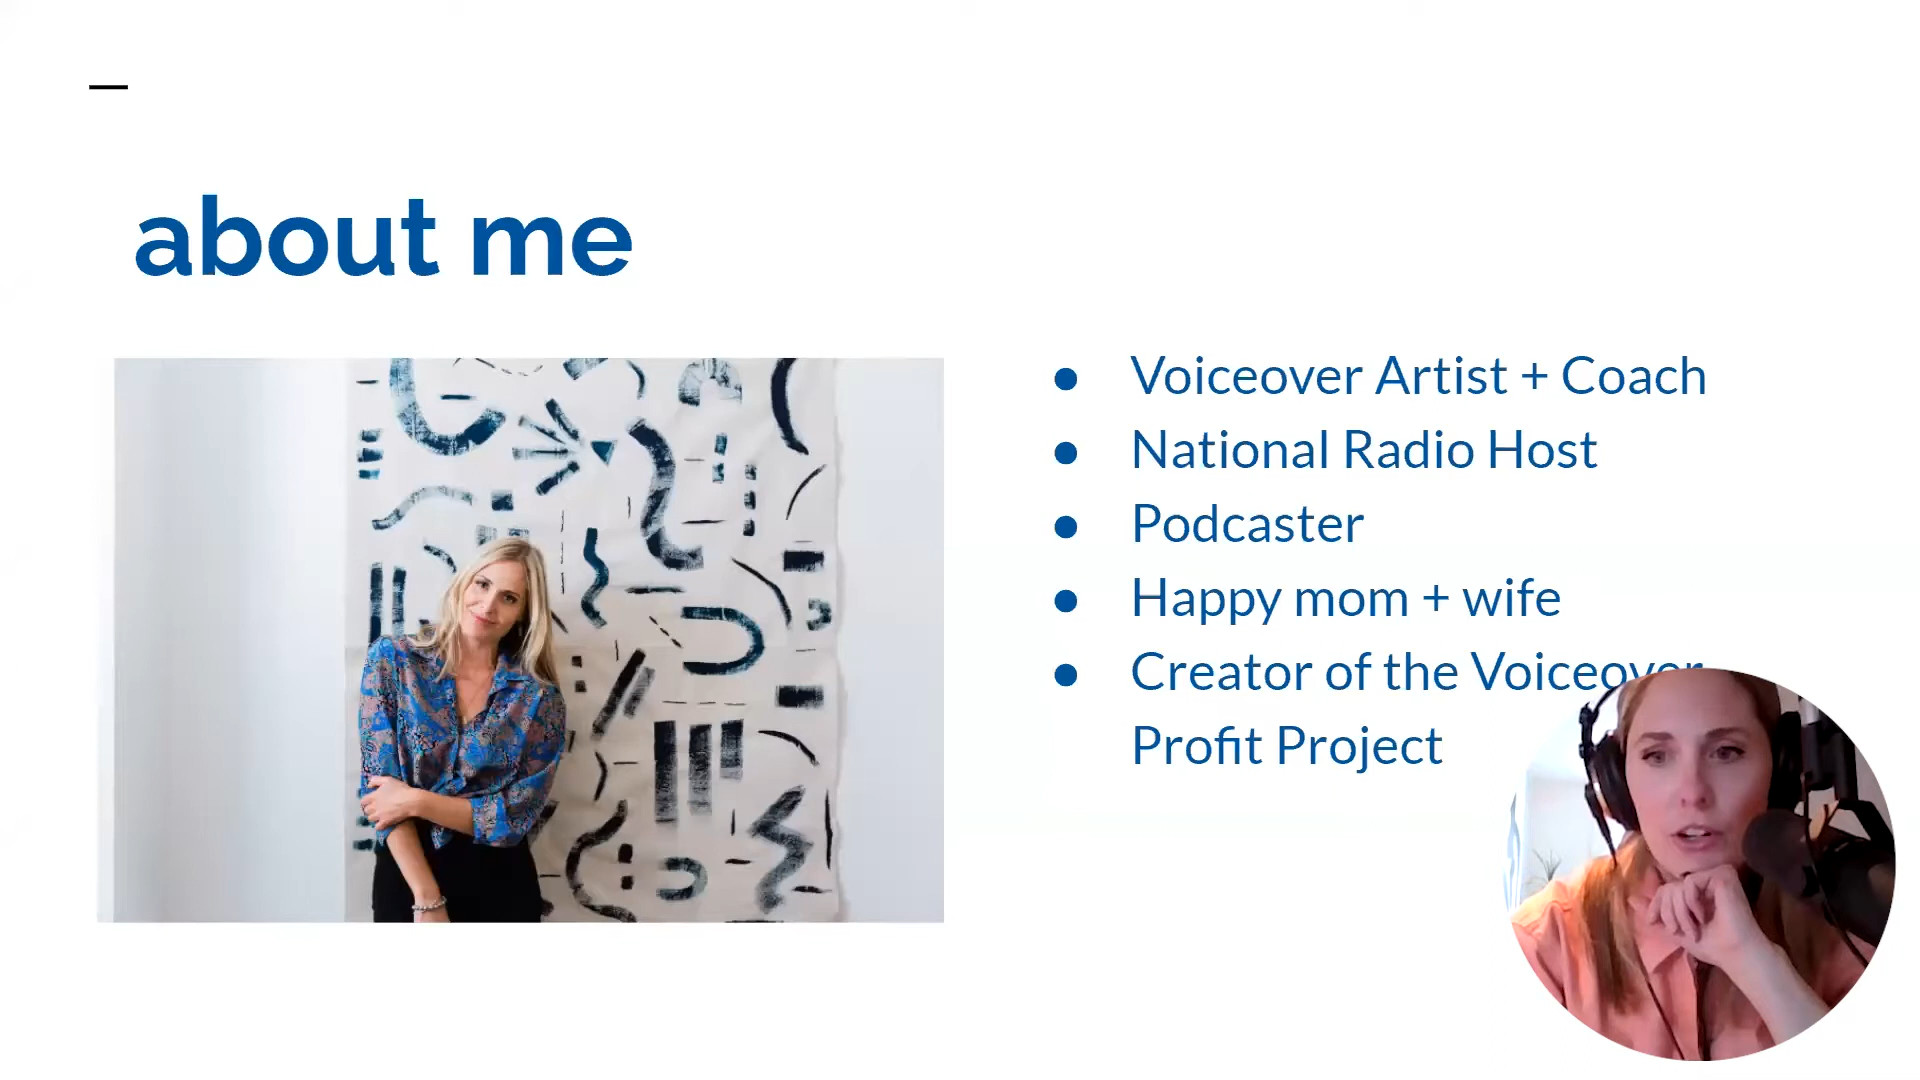 about me
● Voiceover Artist + Coach
● National Radio Host
● Podcaster
● Happy mom + wife
● Creator of the Voiceover
Profit Project